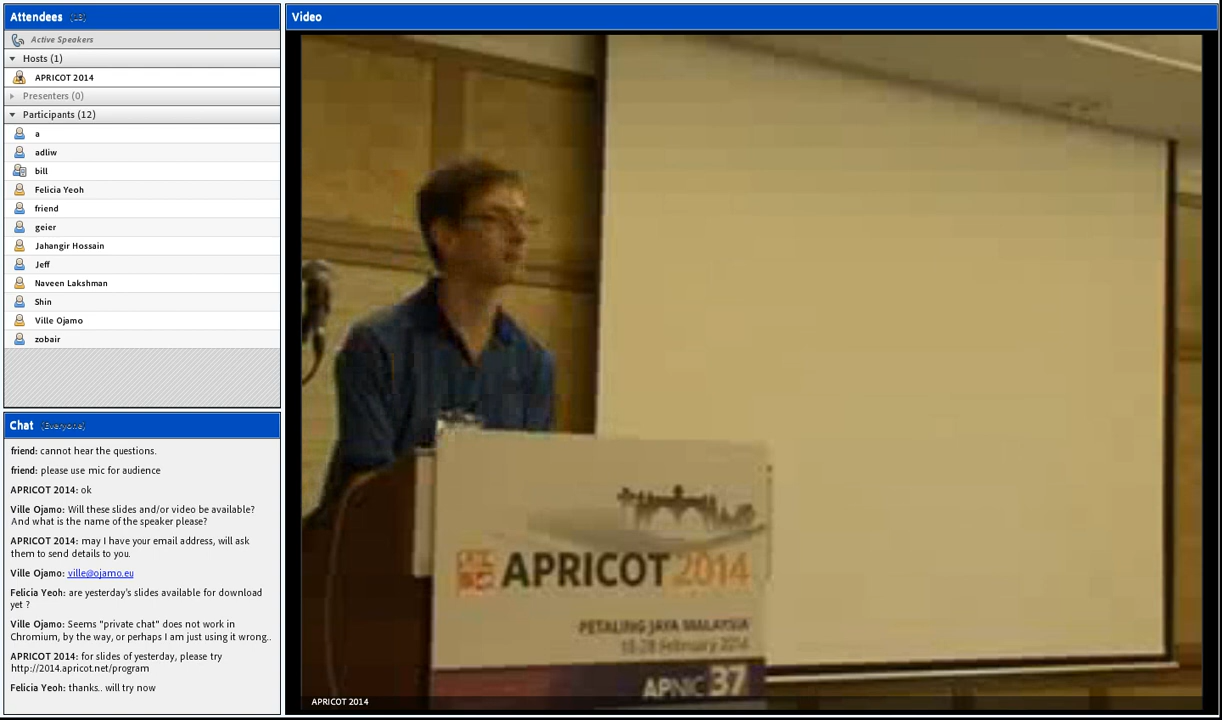 Attendees (13)
Active Speakers
Hosts (1)
APRICOT 2014
Presenters (0)
Participants (12)
a
adliw
bill
Felicia Yeoh
friend
geier
Jahangir Hossain
Jeff
Naveen Lakshman
Shin
Ville Ojamo
zobair
Chat (Everyone)
friend: cannot hear the questions.
friend: please use mic for audience
APRICOT 2014: ok
Ville Ojamo: Will these slides and/or video be available?
And what is the name of the speaker please?
APRICOT 2014: may I have your email address, will ask
them to send details to you.
Ville Ojamo: ville@ojamo.eu
Felicia Yeoh: are yesterday's slides available for download
yet ?
Ville Ojamo: Seems "private chat" does not work in
Chromium, by the way, or perhaps I am just using it wrong..
APRICOT 2014: for slides of yesterday, please try
http://2014.apricot.net/program
Felicia Yeoh: thanks.. will try now
Video
APRICOT 2014
PETALING JAYA MALAYSIA
18-28 February 2014
APNIC 37
APRICOT 2014